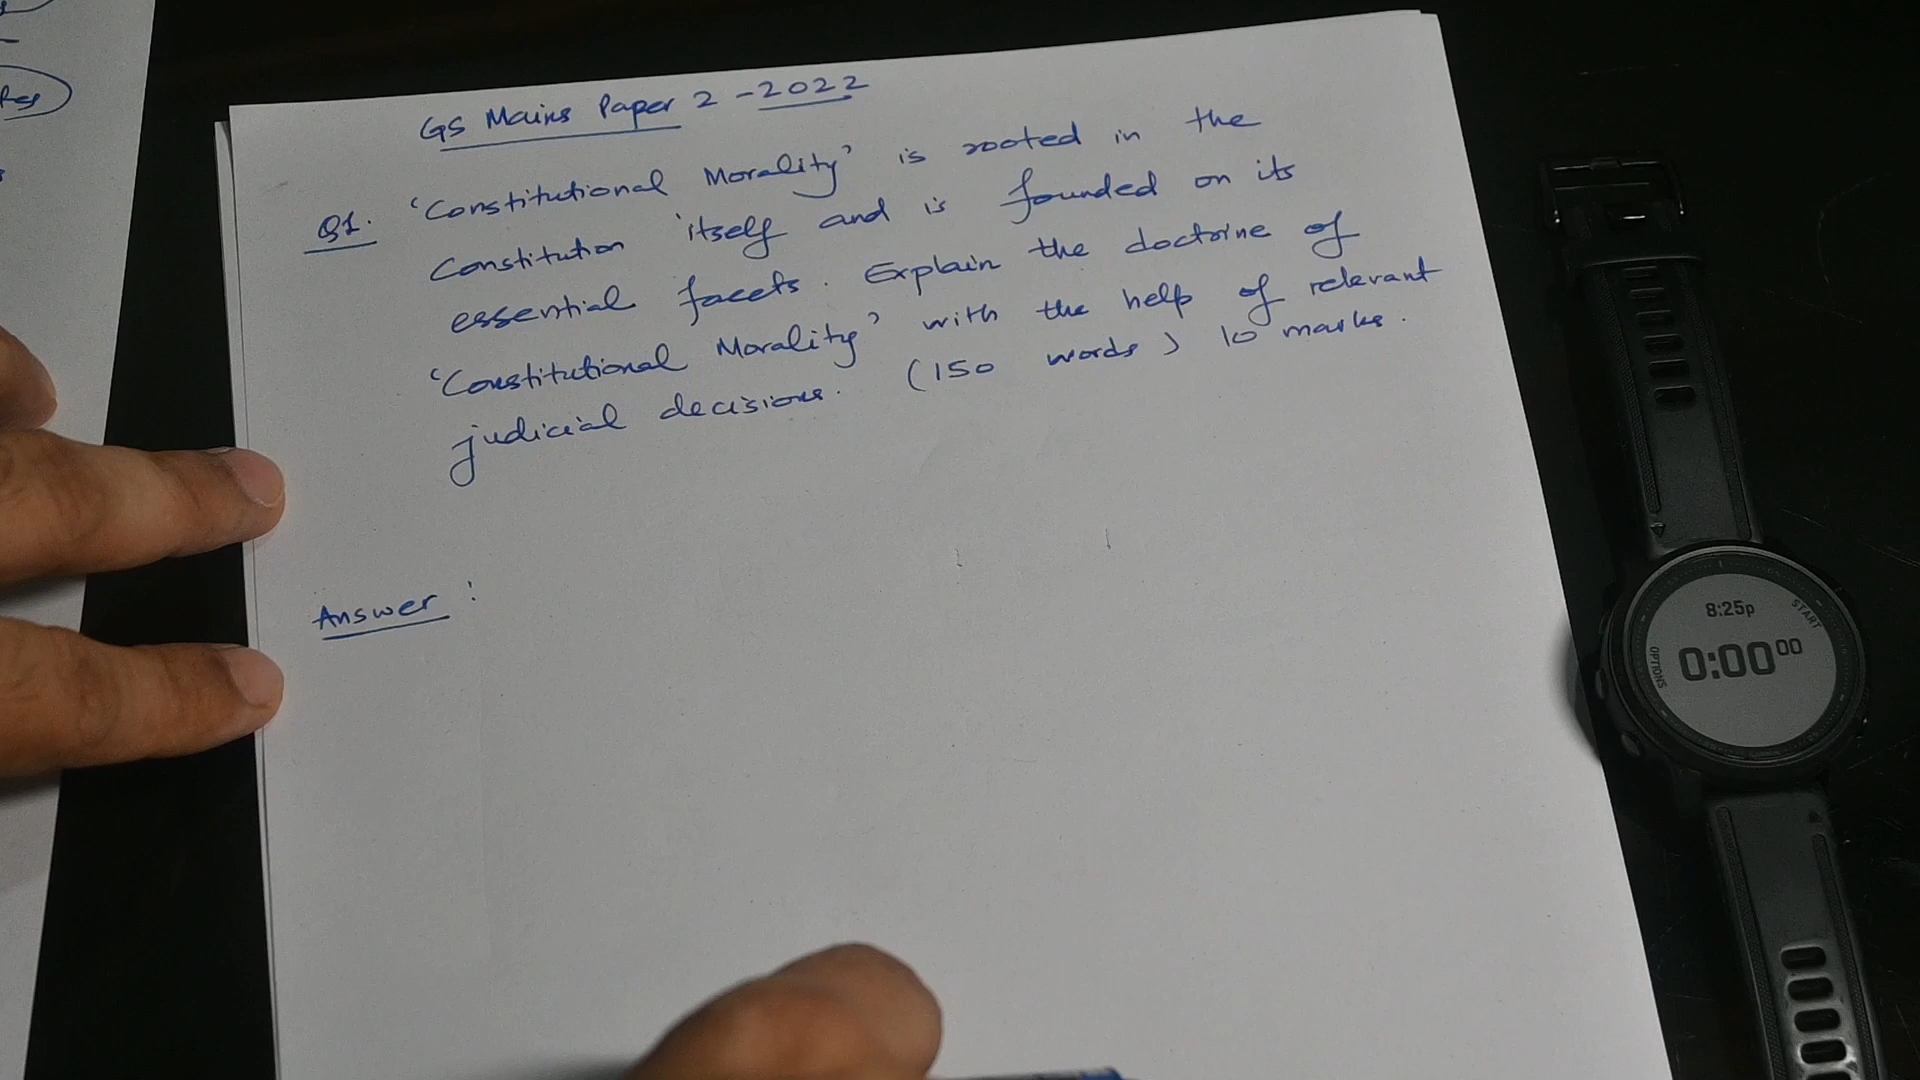 GS Mains Paper 2 - 2022
Q1. 'Constitutional Morality' is rooted in the
Constitution itself and is founded on its
essential facets. Explain the doctrine of
'Constitutional Morality' with the help of relevant
judicial decisions. (150 words) 10 marks.
Answer :
8:25p
START
0:00 00
OPTIONS